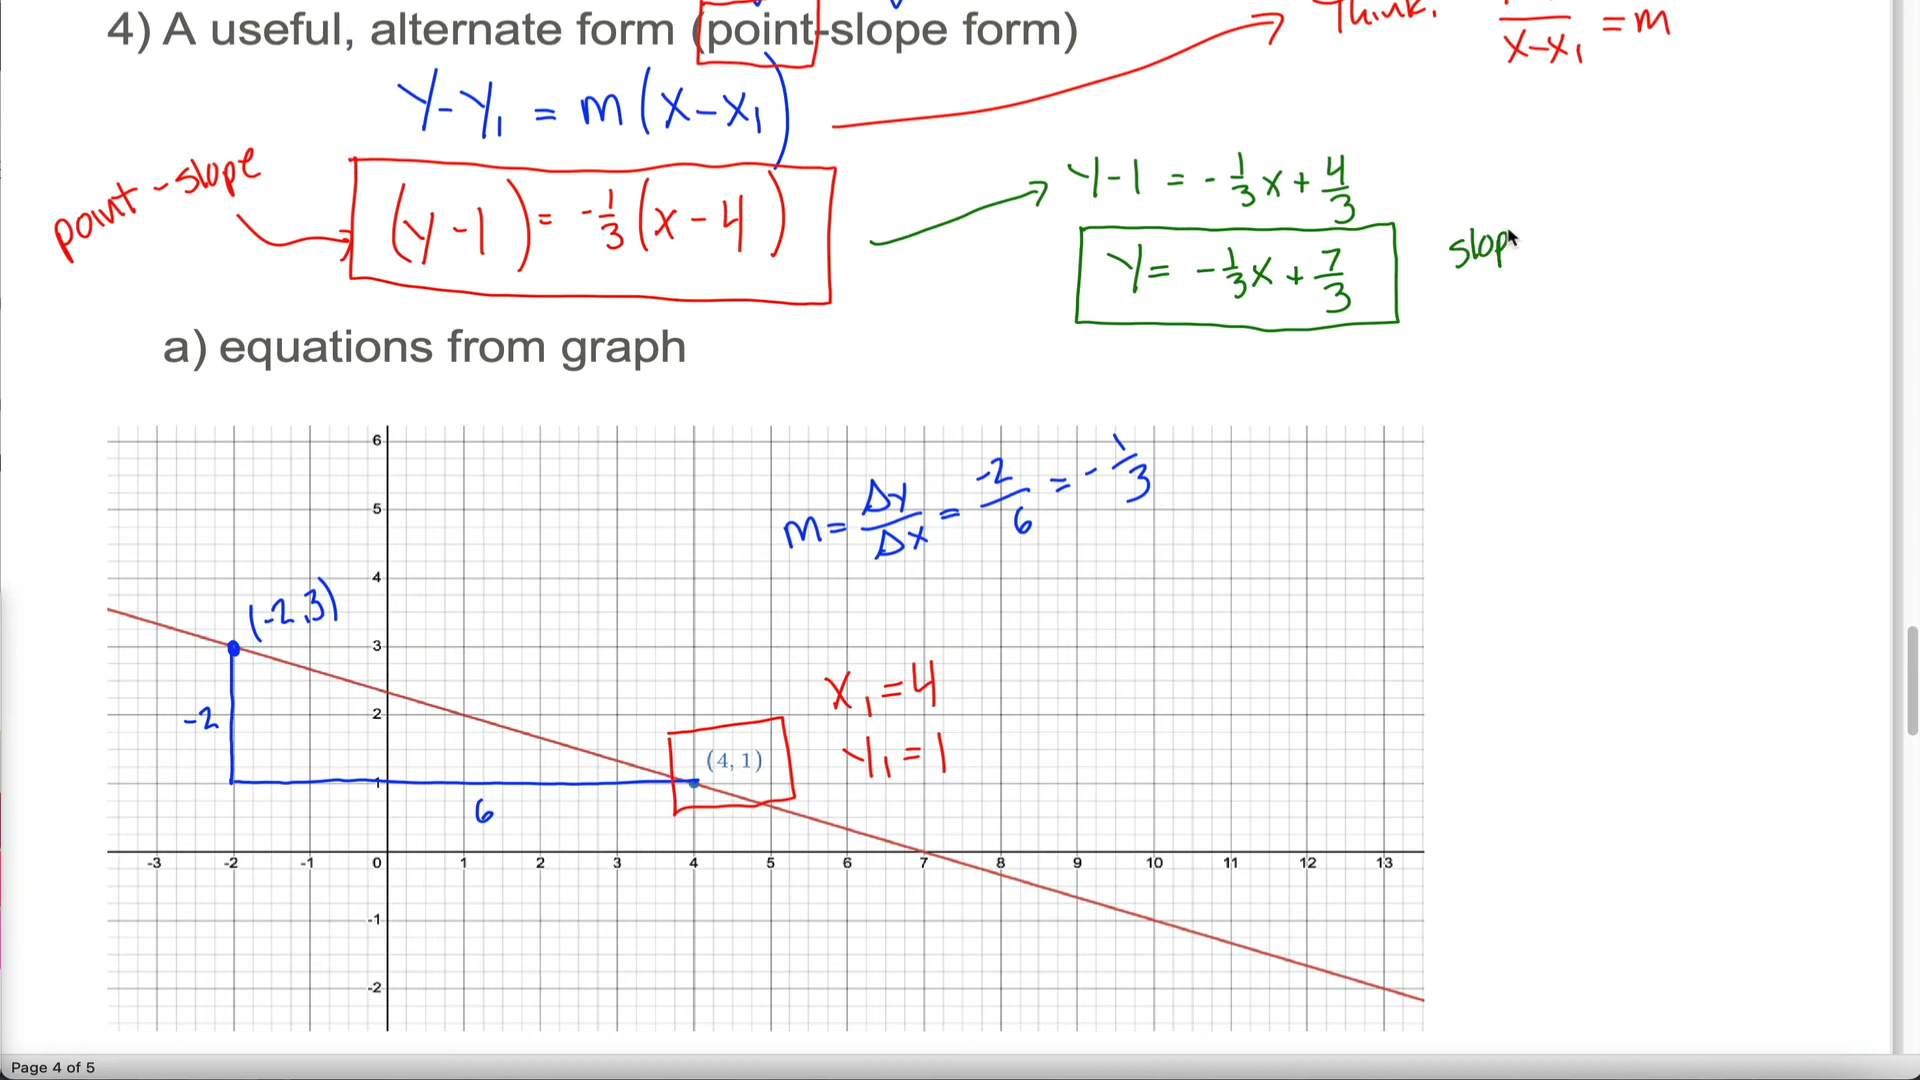 4) A useful, alternate form (point-slope form)
Think:
x-x₁ = m
Y-Y₁ = m(x-x₁)
point-slope
(y-1) = -1/3(x-4)
Y-1 = -1/3x+4/3
Y = -1/3x+7/3
slop
a) equations from graph
m = ΔY/ΔX = -2/6 = -1/3
(-2,3)
-2
6
(4, 1)
x₁=4
Y₁=1
6
5
4
3
2
1
-3 -2 -1 0 1 2 3 4 5 6 7 8 9 10 11 12 13
-1
-2
Page 4 of 5